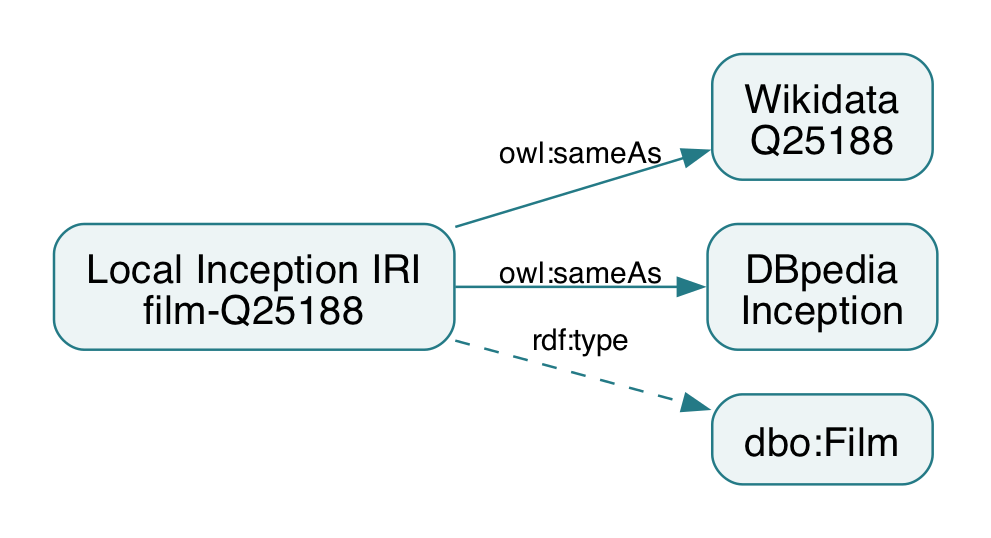 Wikidata
Q25188
owl:sameAs
Local Inception IRI
film-Q25188
owl:sameAs
DBpedia
Inception
rdf:type
dbo:Film